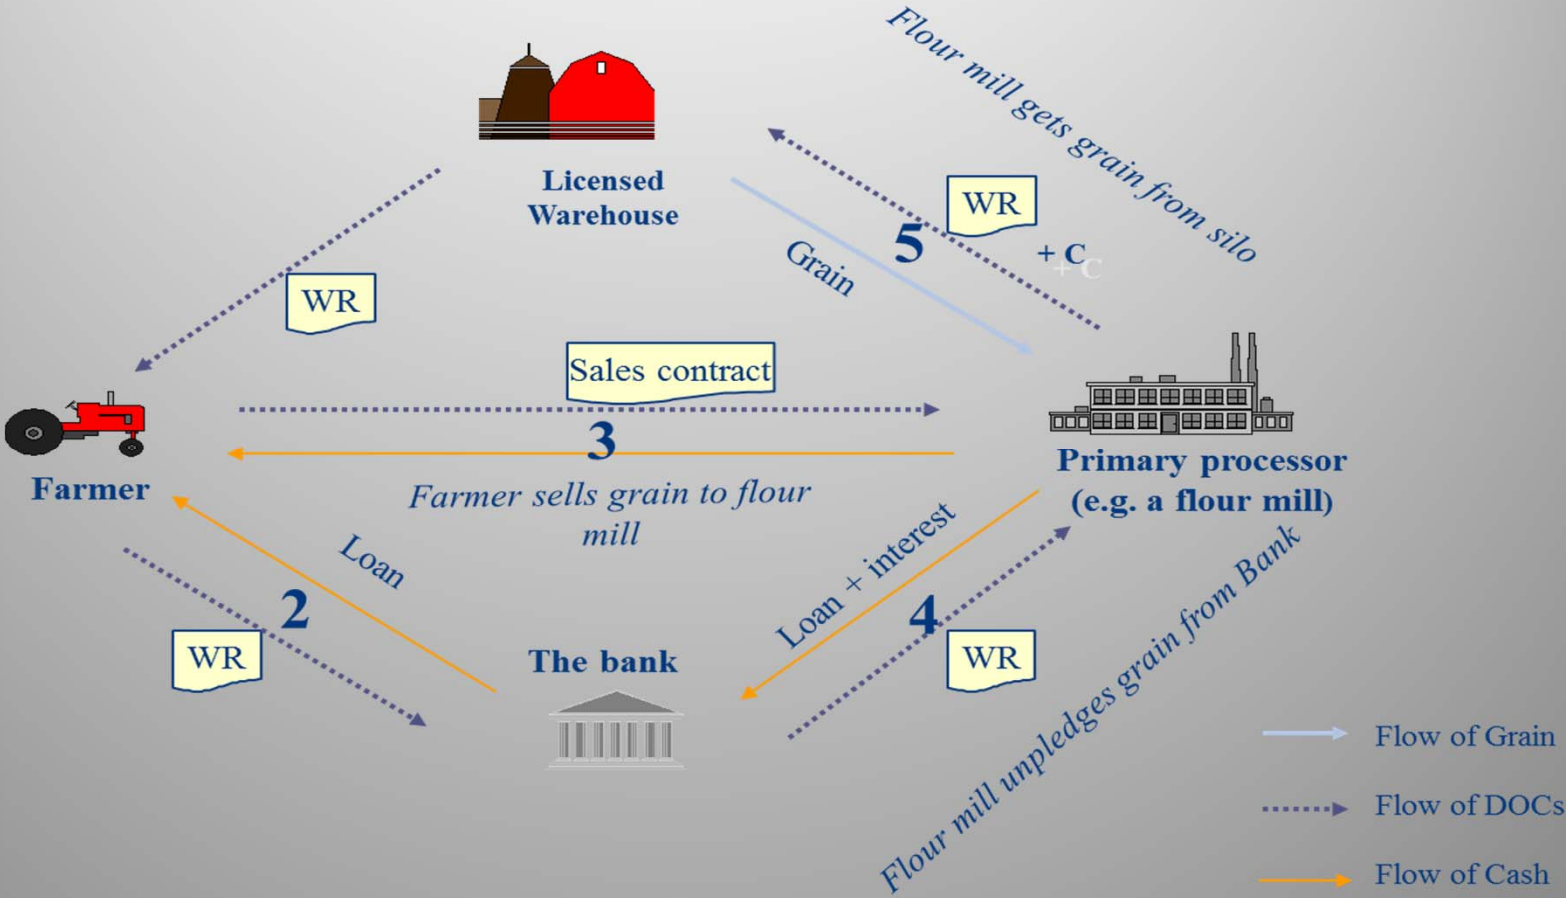 Flour mill gets grain from silo
Licensed
Warehouse
WR
5
+ C
+ C
Grain
WR
Sales contract
3
Farmer
Farmer sells grain to flour
mill
Primary processor
(e.g. a flour mill)
Loan
2
WR
The bank
Loan + interest
4
WR
Flour mill unpledges grain from Bank
Flow of Grain
Flow of DOCs
Flow of Cash